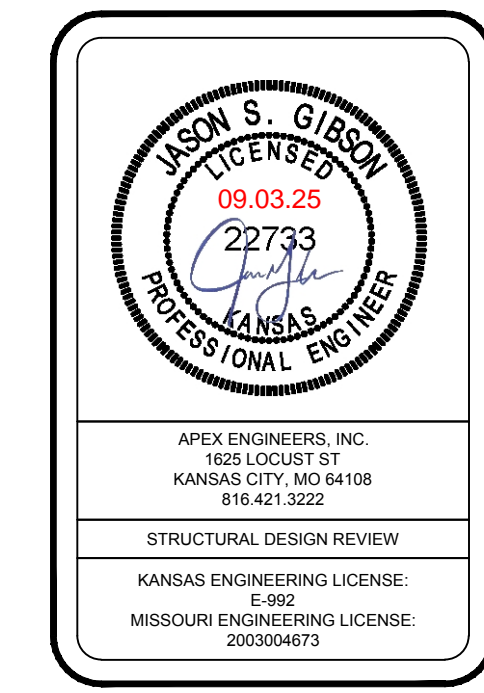 JASON S. GIBSON
LICENSED
09.03.25
22733
KANSAS
PROFESSIONAL ENGINEER
APEX ENGINEERS, INC.
1625 LOCUST ST
KANSAS CITY, MO 64108
816.421.3222
STRUCTURAL DESIGN REVIEW
KANSAS ENGINEERING LICENSE:
E-992
MISSOURI ENGINEERING LICENSE:
2003004673